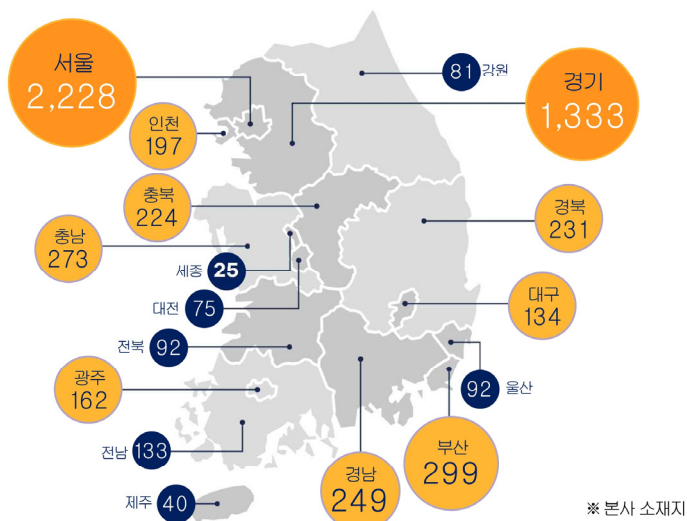 서울
2,228
81 강원
경기
1,333
인천
197
충북
224
경북
231
충남
273
세종 25
대전 75
대구
134
전북 92
광주
162
92 울산
전남 133
부산
299
경남
249
제주 40
※ 본사 소재지